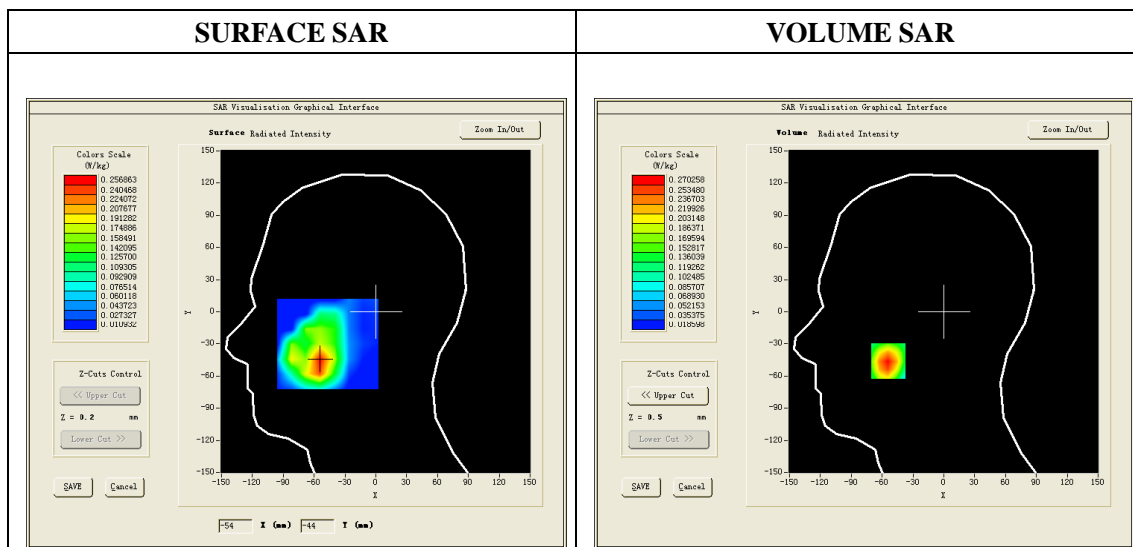 SURFACE SAR
VOLUME SAR
SAR Visualisation Graphical Interface
Surface Radiated Intensity
Zoom In/Out
Colors Scale
(W/kg)
0.256863
0.240468
0.224072
0.207677
0.191282
0.174886
0.158491
0.142095
0.125700
0.109305
0.092909
0.076514
0.060118
0.043723
0.027327
0.010932
150
120
90
60
30
0
-30
-60
-90
-120
-150
Y
-150 -120 -90 -60 -30 0 30 60 90 120 150
X
Z-Cuts Control
<< Upper Cut
Z = 0.2 mm
Lower Cut >>
SAVE Cancel
-54 X (mm) -44 Y (mm)
SAR Visualisation Graphical Interface
Volume Radiated Intensity
Zoom In/Out
Colors Scale
(W/kg)
0.270258
0.253480
0.236703
0.219926
0.203148
0.186371
0.169594
0.152817
0.136039
0.119262
0.102485
0.085707
0.068930
0.052153
0.035375
0.018598
150
120
90
60
30
0
-30
-60
-90
-120
-150
Y
-150 -120 -90 -60 -30 0 30 60 90 120 150
X
Z-Cuts Control
<< Upper Cut
Z = 0.5 mm
Lower Cut >>
SAVE Cancel